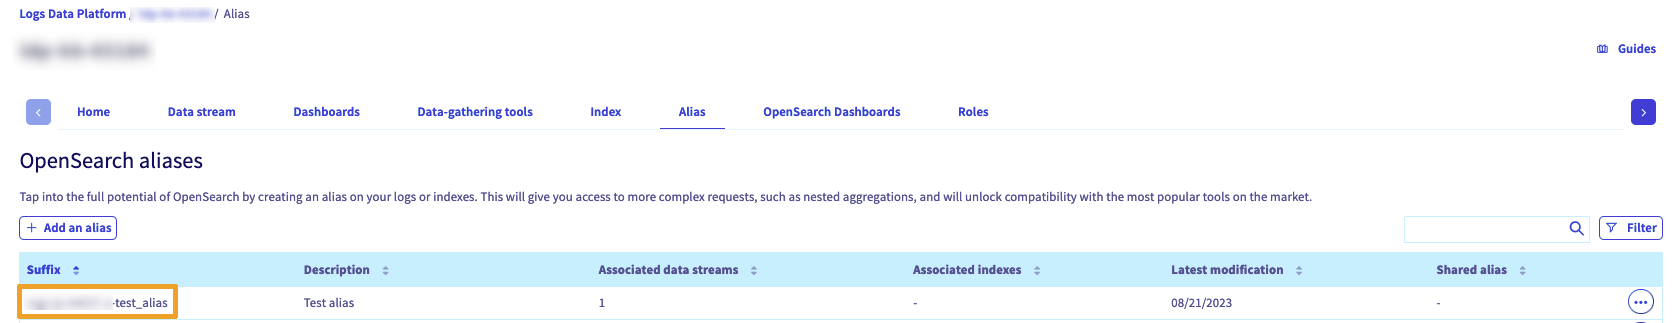 Logs Data Platform / / Alias
Guides
Home Data stream Dashboards Data-gathering tools Index Alias OpenSearch Dashboards Roles
OpenSearch aliases
Tap into the full potential of OpenSearch by creating an alias on your logs or indexes. This will give you access to more complex requests, such as nested aggregations, and will unlock compatibility with the most popular tools on the market.
+ Add an alias Filter
Suffix Description Associated data streams Associated indexes Latest modification Shared alias
-test_alias Test alias 1 - 08/21/2023 -